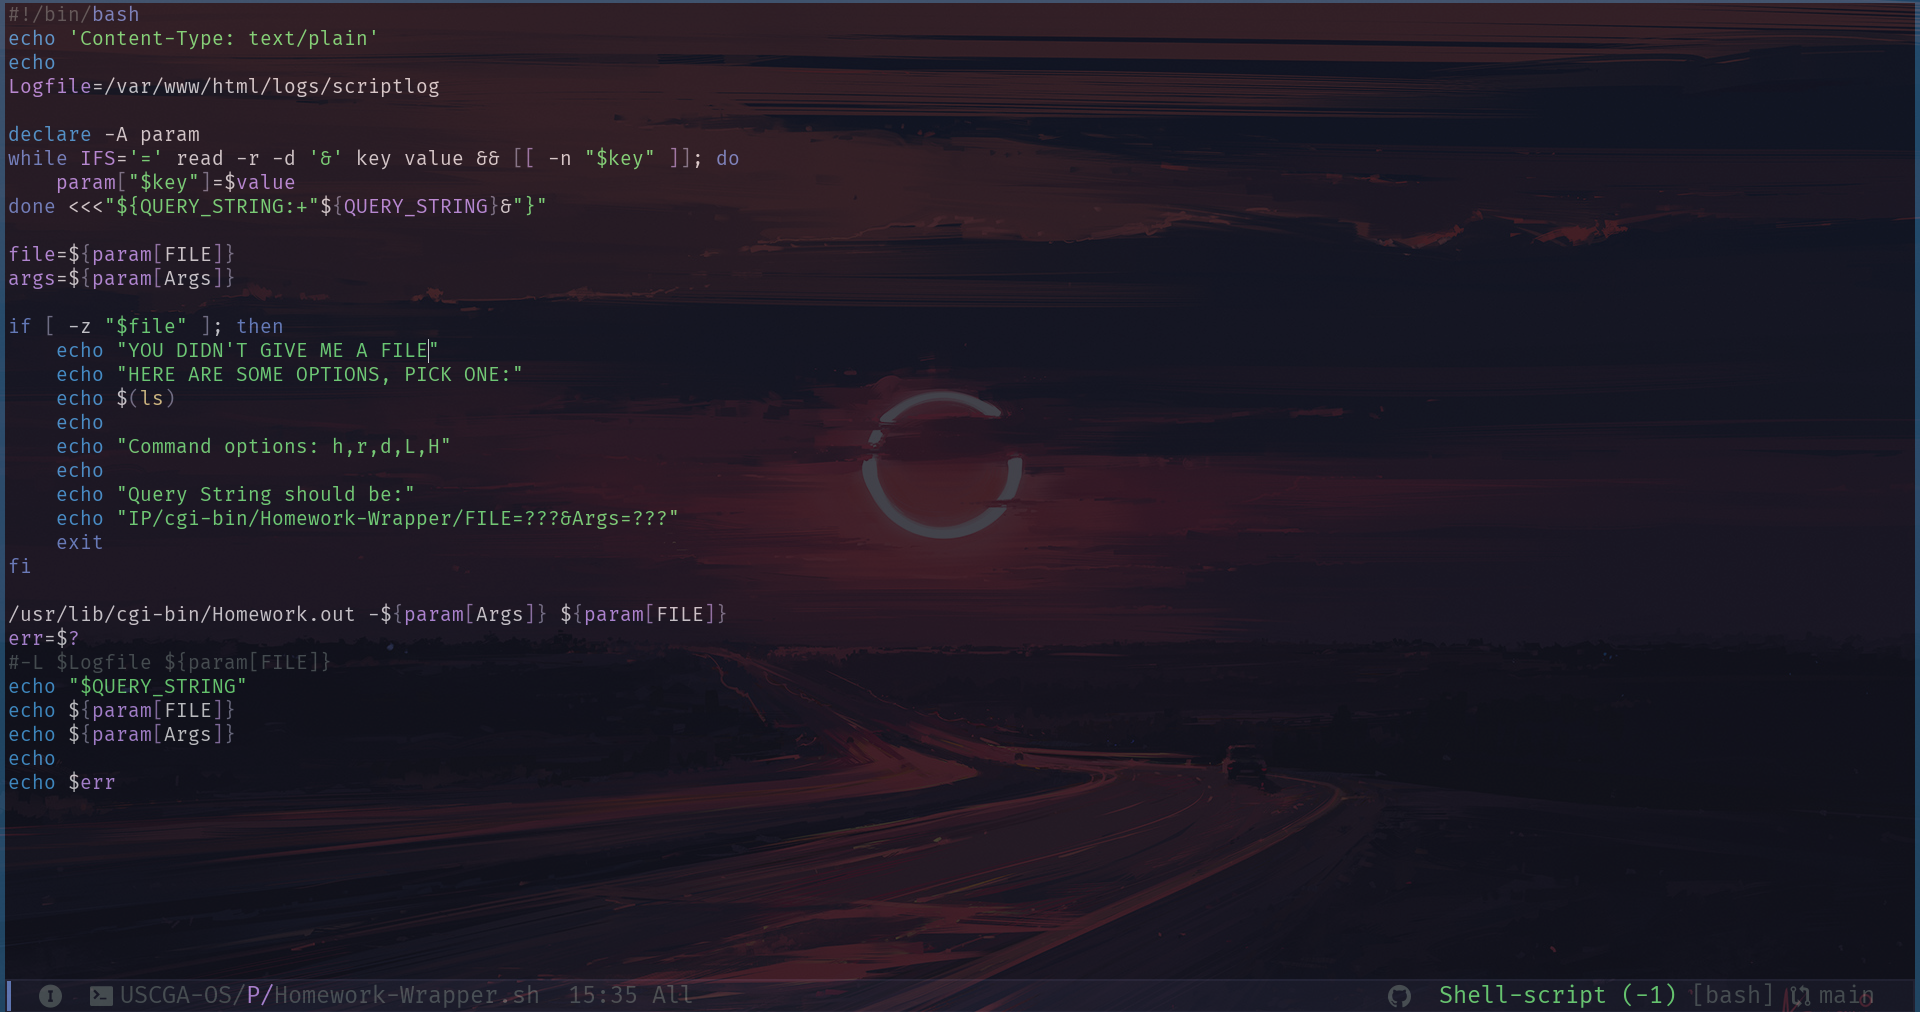 #!/bin/bash
echo 'Content-Type: text/plain'
echo
Logfile=/var/www/html/logs/scriptlog

declare -A param
while IFS='=' read -r -d '&' key value && [[ -n "$key" ]]; do
    param["$key"]=$value
done <<<"${QUERY_STRING:+"${QUERY_STRING}&"}"

file=${param[FILE]}
args=${param[Args]}

if [ -z "$file" ]; then
    echo "YOU DIDN'T GIVE ME A FILE"
    echo "HERE ARE SOME OPTIONS, PICK ONE:"
    echo $(ls)
    echo
    echo "Command options: h,r,d,L,H"
    echo
    echo "Query String should be:"
    echo "IP/cgi-bin/Homework-Wrapper/FILE=???&Args=???"
    exit
fi

/usr/lib/cgi-bin/Homework.out -${param[Args]} ${param[FILE]}
err=$?
#-L $Logfile ${param[FILE]}
echo "$QUERY_STRING"
echo ${param[FILE]}
echo ${param[Args]}
echo
echo $err
I USCGA-OS/P/Homework-Wrapper.sh 15:35 All Shell-script (-1) [bash] main